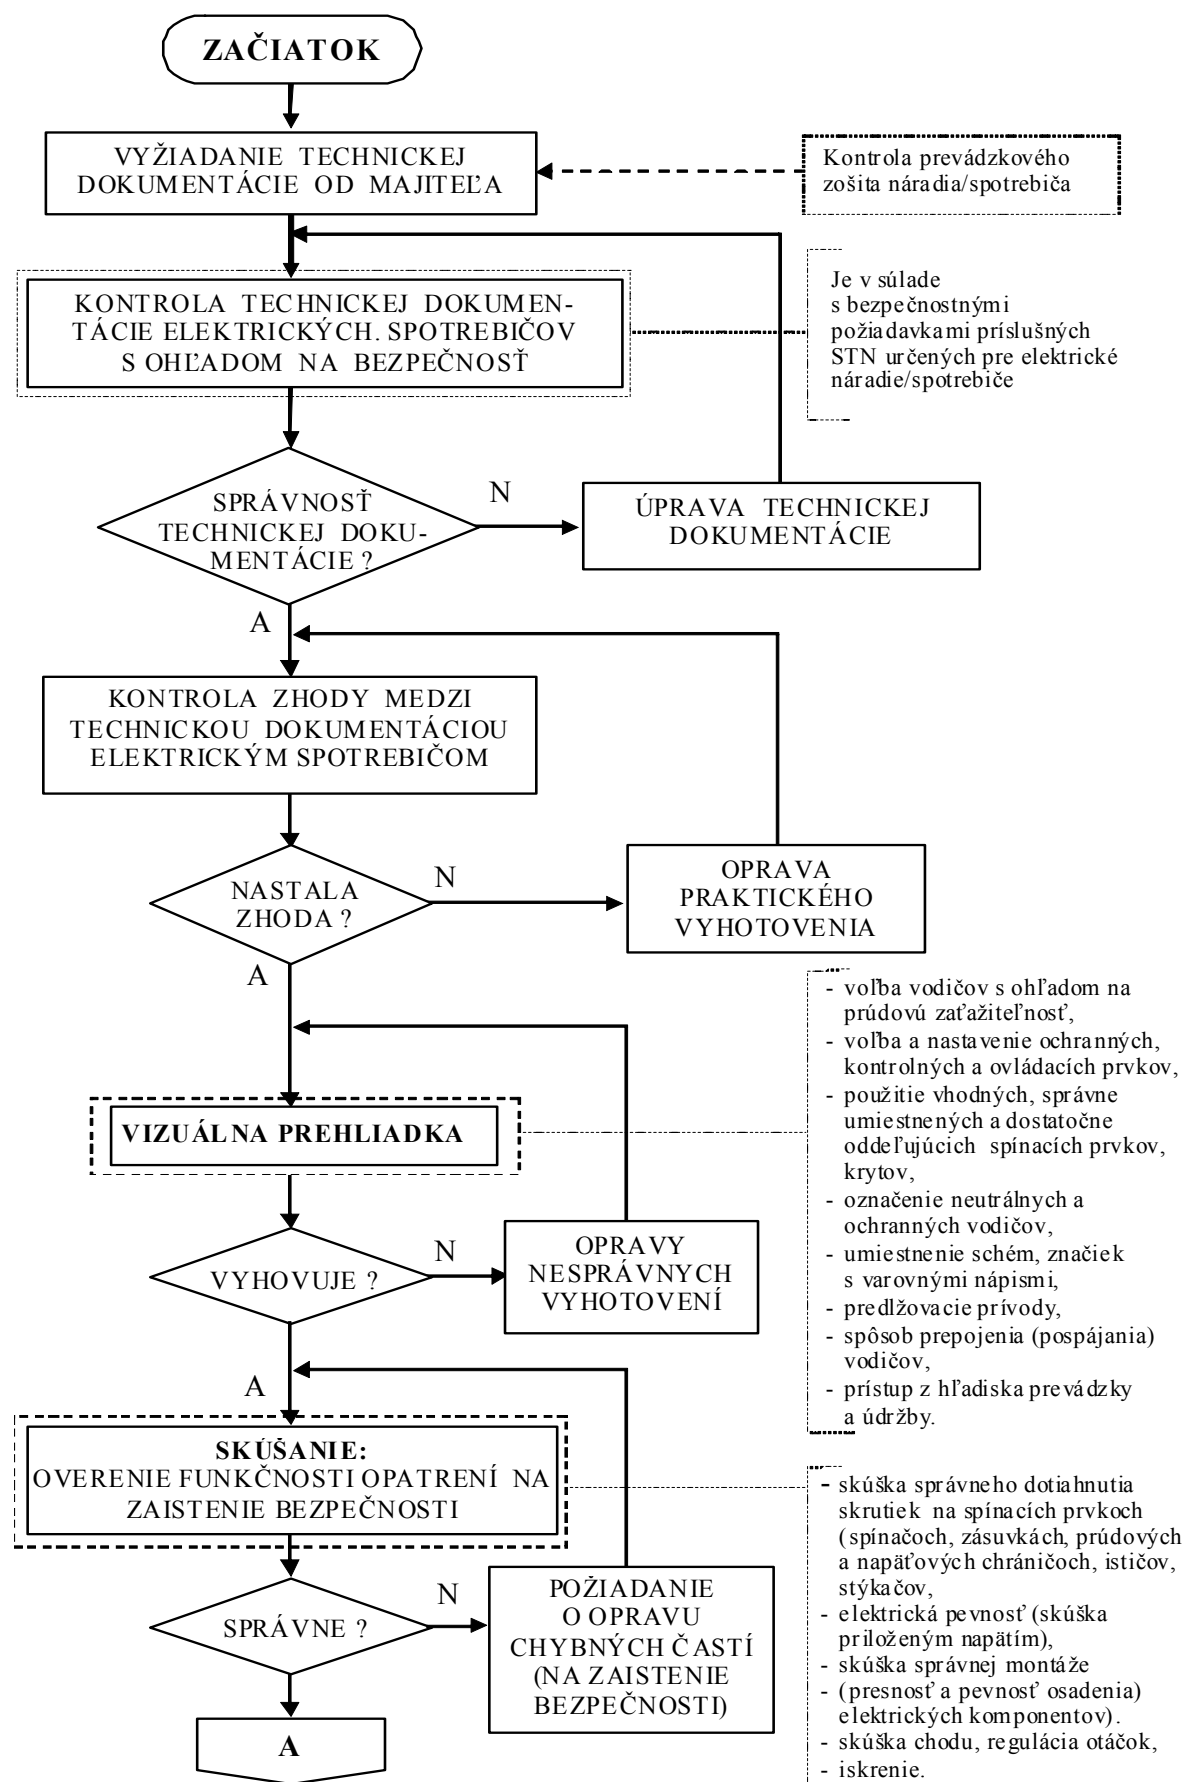 ZAČIATOK
VYŽIADANIE TECHNICKEJ
DOKUMENTÁCIE OD MAJITEĽA
Kontrola prevádzkového
zošita náradia/spotrebiča
KONTROLA TECHNICKEJ DOKUMEN-
TÁCIE ELEKTRICKÝCH. SPOTREBIČOV
S OHĽADOM NA BEZPEČNOSŤ
Je v súlade
s bezpečnostnými
požiadavkami príslušných
STN určených pre elektrické
náradie/spotrebiče
SPRÁVNOSŤ
TECHNICKEJ DOKU-
MENTÁCIE ?
N
ÚPRAVA TECHNICKEJ
DOKUMENTÁCIE
A
KONTROLA ZHODY MEDZI
TECHNICKOU DOKUMENTÁCIOU
ELEKTRICKÝM SPOTREBIČOM
NASTALA
ZHODA ?
N
OPRAVA
PRAKTICKÉHO
VYHOTOVENIA
A
VIZUÁLNA PREHLIADKA
- voľba vodičov s ohľadom na
prúdovú zaťažiteľnosť,
- voľba a nastavenie ochranných,
kontrolných a ovládacích prvkov,
- použitie vhodných, správne
umiestnených a dostatočne
oddeľujúcich spínacích prvkov,
krytov,
- označenie neutrálnych a
ochranných vodičov,
- umiestnenie schém, značiek
s varovnými nápismi,
- predlžovacie prívody,
- spôsob prepojenia (pospájania)
vodičov,
- prístup z hľadiska prevádzky
a údržby.
VYHOVUJE ?
N
OPRAVY
NESPRÁVNYCH
VYHOTOVENÍ
A
SKÚŠANIE:
OVERENIE FUNKČNOSTI OPATRENÍ NA
ZAISTENIE BEZPEČNOSTI
- skúška správneho dotiahnutia
skrutiek na spínacích prvkoch
(spínačoch, zásuvkách, prúdových
a napäťových chráničoch, ističov,
stýkačov,
- elektrická pevnosť (skúška
priloženým napätím),
- skúška správnej montáže
- (presnosť a pevnosť osadenia)
elektrických komponentov).
- skúška chodu, regulácia otáčok,
- iskrenie.
SPRÁVNE ?
N
POŽIADANIE
O OPRAVU
CHYBNÝCH ČASTÍ
(NA ZAISTENIE
BEZPEČNOSTI)
A